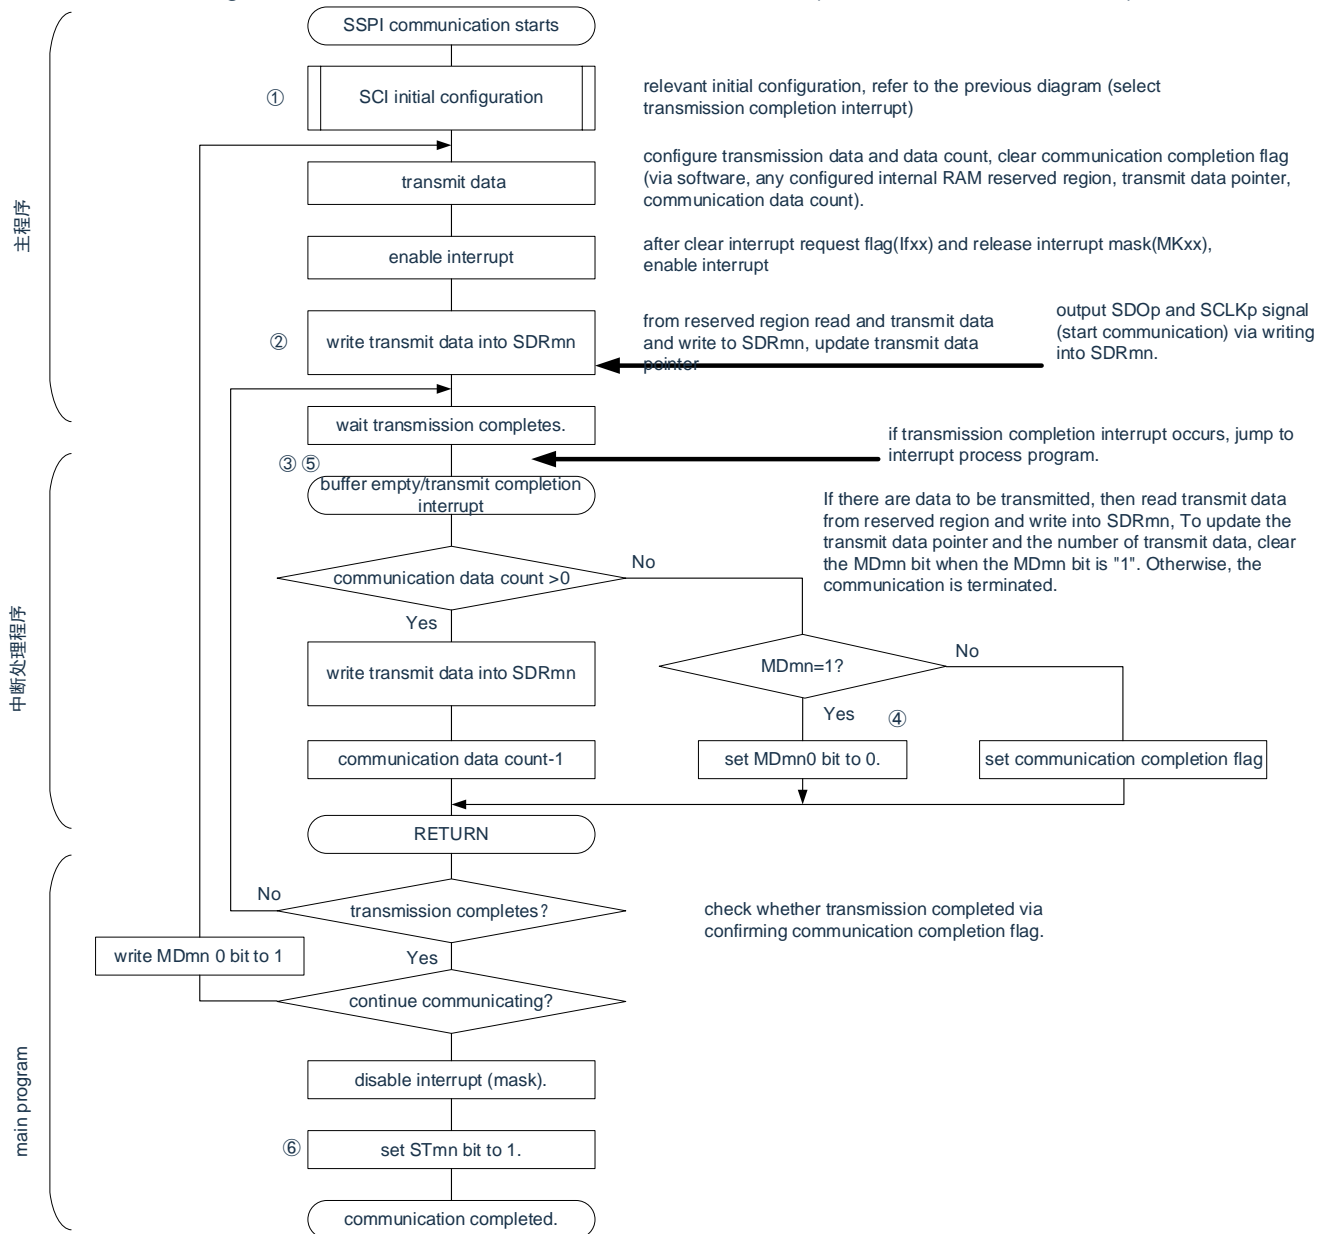 SSPI communication starts
①
SCI initial configuration
relevant initial configuration, refer to the previous diagram (select
transmission completion interrupt)
transmit data
configure transmission data and data count, clear communication completion flag
(via software, any configured internal RAM reserved region, transmit data pointer,
communication data count).
主程序
enable interrupt
after clear interrupt request flag(Ifxx) and release interrupt mask(MKxx),
enable interrupt
②
write transmit data into SDRmn
from reserved region read and transmit data
and write to SDRmn, update transmit data
pointer
output SDOp and SCLKp signal
(start communication) via writing
into SDRmn.
wait transmission completes.
if transmission completion interrupt occurs, jump to
interrupt process program.
③ ⑤
buffer empty/transmit completion
interrupt
If there are data to be transmitted, then read transmit data
from reserved region and write into SDRmn, To update the
transmit data pointer and the number of transmit data, clear
the MDmn bit when the MDmn bit is "1". Otherwise, the
communication is terminated.
communication data count >0
No
Yes
中断处理程序
write transmit data into SDRmn
MDmn=1?
No
Yes
④
communication data count-1
set MDmn0 bit to 0.
set communication completion flag
RETURN
No
transmission completes?
check whether transmission completed via
confirming communication completion flag.
write MDmn 0 bit to 1
Yes
continue communicating?
main program
disable interrupt (mask).
⑥
set STmn bit to 1.
communication completed.